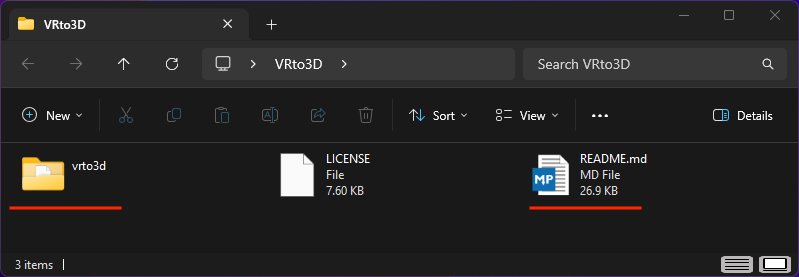 VRto3D
VRto3D
Search VRto3D
New
Sort
View
Details
vrto3d
LICENSE
File
7.60 KB
MP
README.md
MD File
26.9 KB
3 items